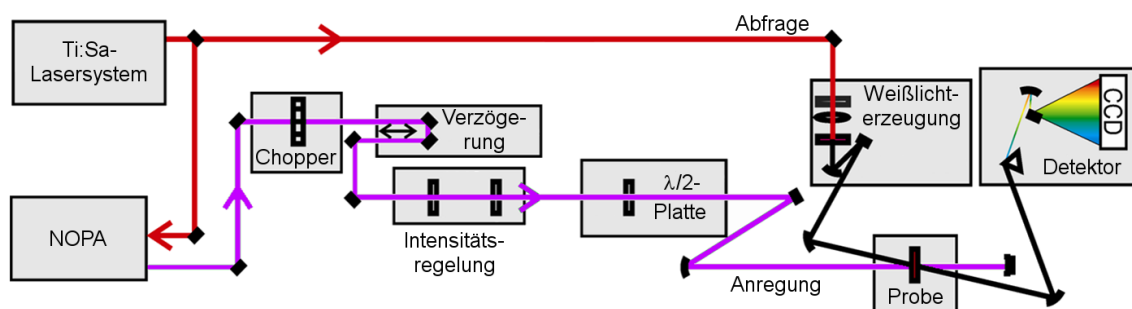 Ti:Sa-
Lasersystem
Abfrage
Weißlicht-
erzeugung
CCD
Detektor
Chopper
Verzöge-
rung
NOPA
Intensitäts-
regelung
λ/2-
Platte
Anregung
Probe